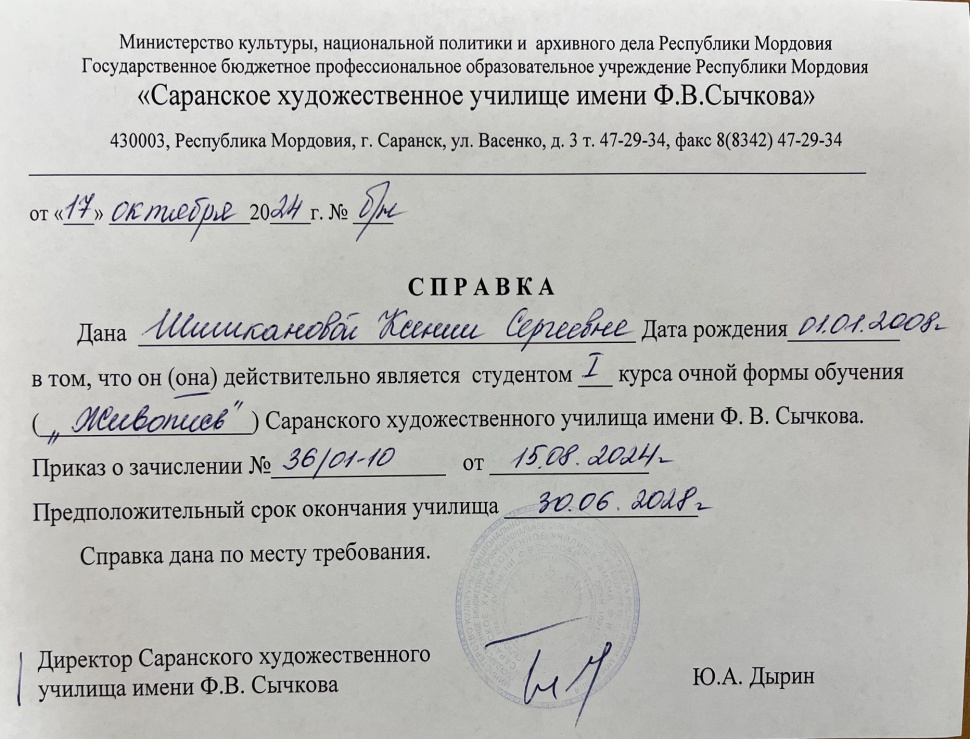 Министерство культуры, национальной политики и архивного дела Республики Мордовия
Государственное бюджетное профессиональное образовательное учреждение Республики Мордовия
«Саранское художественное училище имени Ф.В.Сычкова»
430003, Республика Мордовия, г. Саранск, ул. Васенко, д. 3 т. 47-29-34, факс 8(8342) 47-29-34
от «17» октября 2024 г. № б/н
СПРАВКА
Дана Шишкановой Ксении Сергеевне Дата рождения 01.01.2008г
в том, что он (она) действительно является студентом I курса очной формы обучения
(„Живопись") Саранского художественного училища имени Ф. В. Сычкова.
Приказ о зачислении № 36/01-10 от 15.08.2024г
Предположительный срок окончания училища 30.06.2028г
Справка дана по месту требования.
Директор Саранского художественного
училища имени Ф.В. Сычкова
Ю.А. Дырин